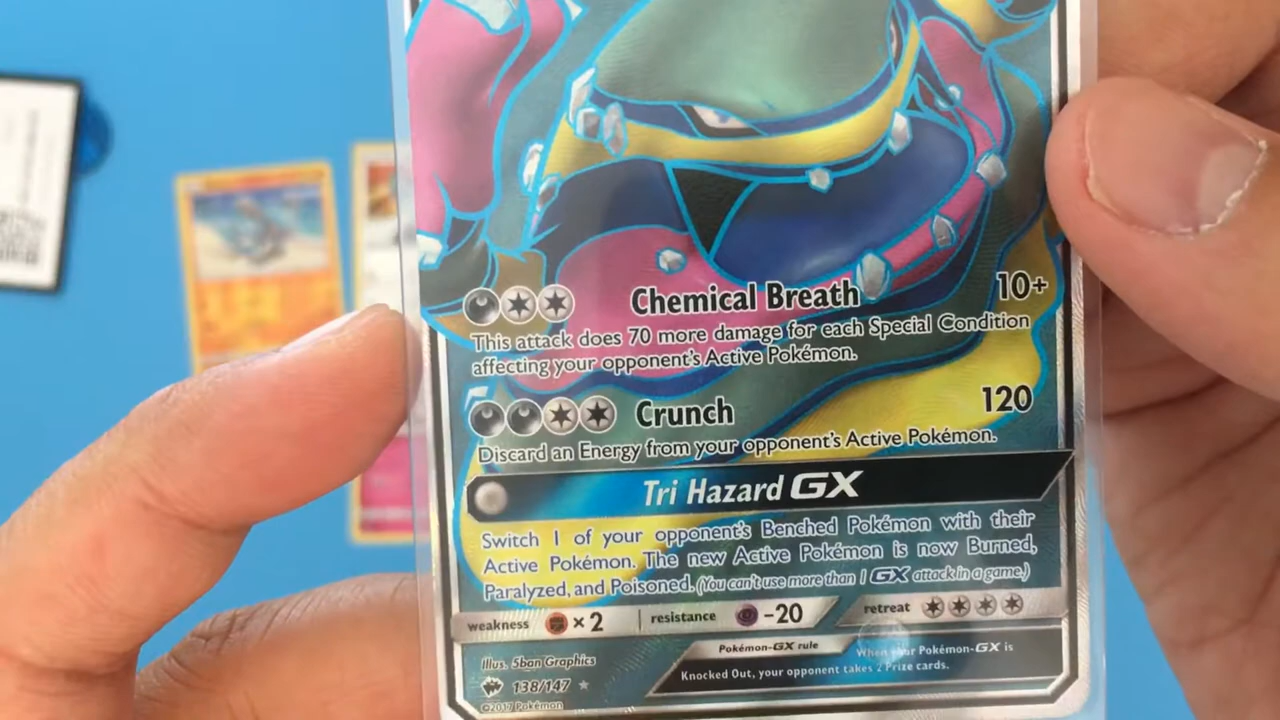 Chemical Breath 10+
This attack does 70 more damage for each Special Condition
affecting your opponent's Active Pokémon.
Crunch 120
Discard an Energy from your opponent's Active Pokémon.
Tri Hazard GX
Switch 1 of your opponent's Benched Pokémon with their
Active Pokémon. The new Active Pokémon is now Burned,
Paralyzed, and Poisoned. (You can't use more than 1 GX attack in a game.)
weakness ×2 resistance -20 retreat
Illus. 5ban Graphics
138/147
©2017 Pokémon
Pokémon-GX rule
When your Pokémon-GX is
Knocked Out, your opponent takes 2 Prize cards.